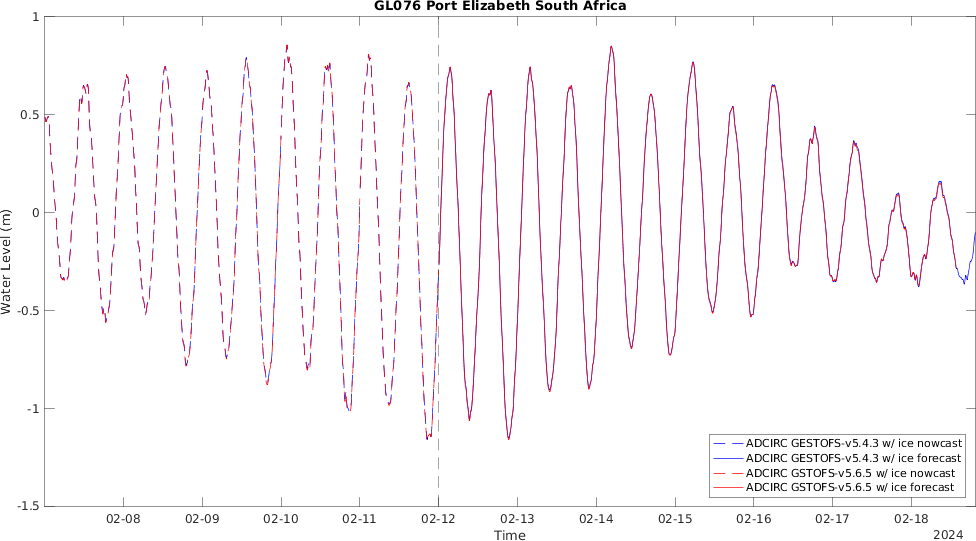 GL076 Port Elizabeth South Africa
Water Level (m)
1
0.5
0
-0.5
-1
-1.5
ADCIRC GESTOFS-v5.4.3 w/ ice nowcast
ADCIRC GESTOFS-v5.4.3 w/ ice forecast
ADCIRC GSTOFS-v5.6.5 w/ ice nowcast
ADCIRC GSTOFS-v5.6.5 w/ ice forecast
02-08 02-09 02-10 02-11 02-12 02-13 02-14 02-15 02-16 02-17 02-18
Time
2024